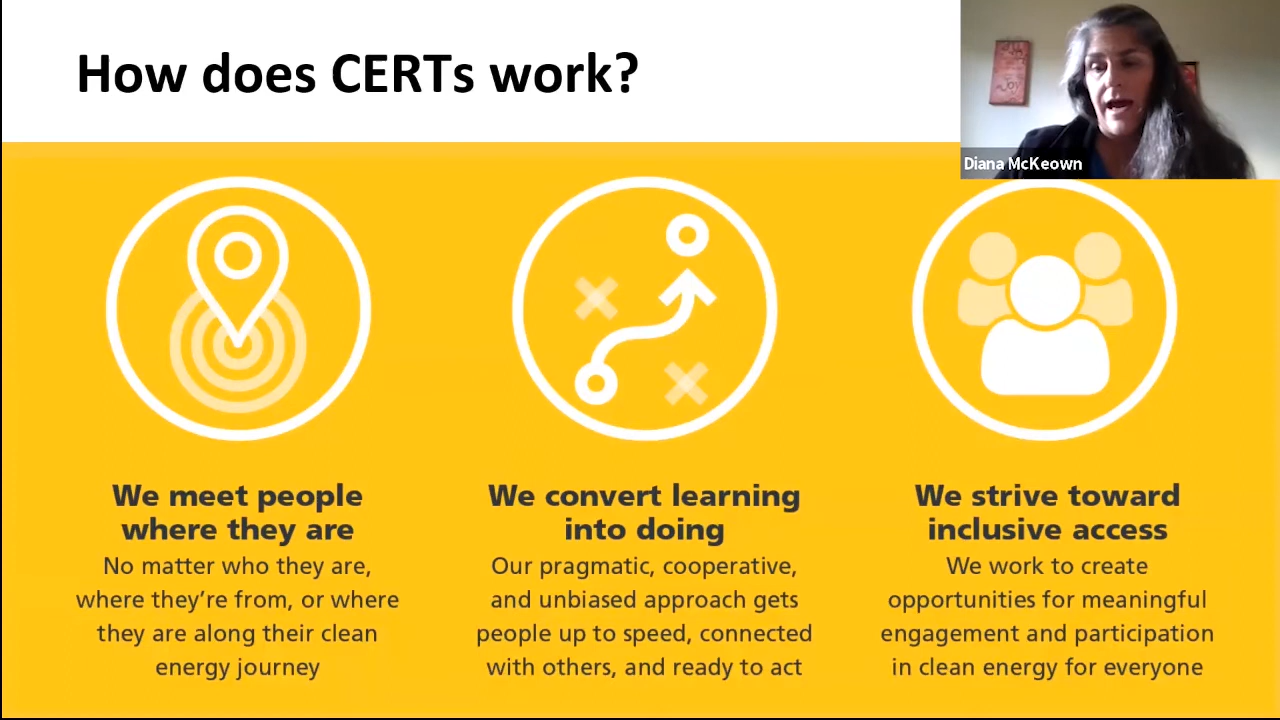 How does CERTs work?
Diana McKeown
We meet people
where they are
No matter who they are,
where they're from, or where
they are along their clean
energy journey
We convert learning
into doing
Our pragmatic, cooperative,
and unbiased approach gets
people up to speed, connected
with others, and ready to act
We strive toward
inclusive access
We work to create
opportunities for meaningful
engagement and participation
in clean energy for everyone